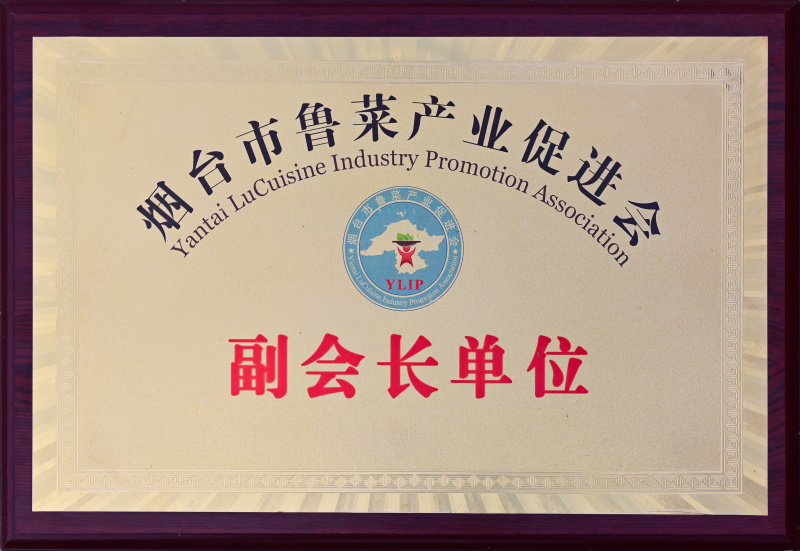 烟台市鲁菜产业促进会
Yantai LuCuisine Industry Promotion Association
烟台市鲁菜产业促进会
YLIP
Yantai LuCuisine Industry Promotion Association
副会长单位